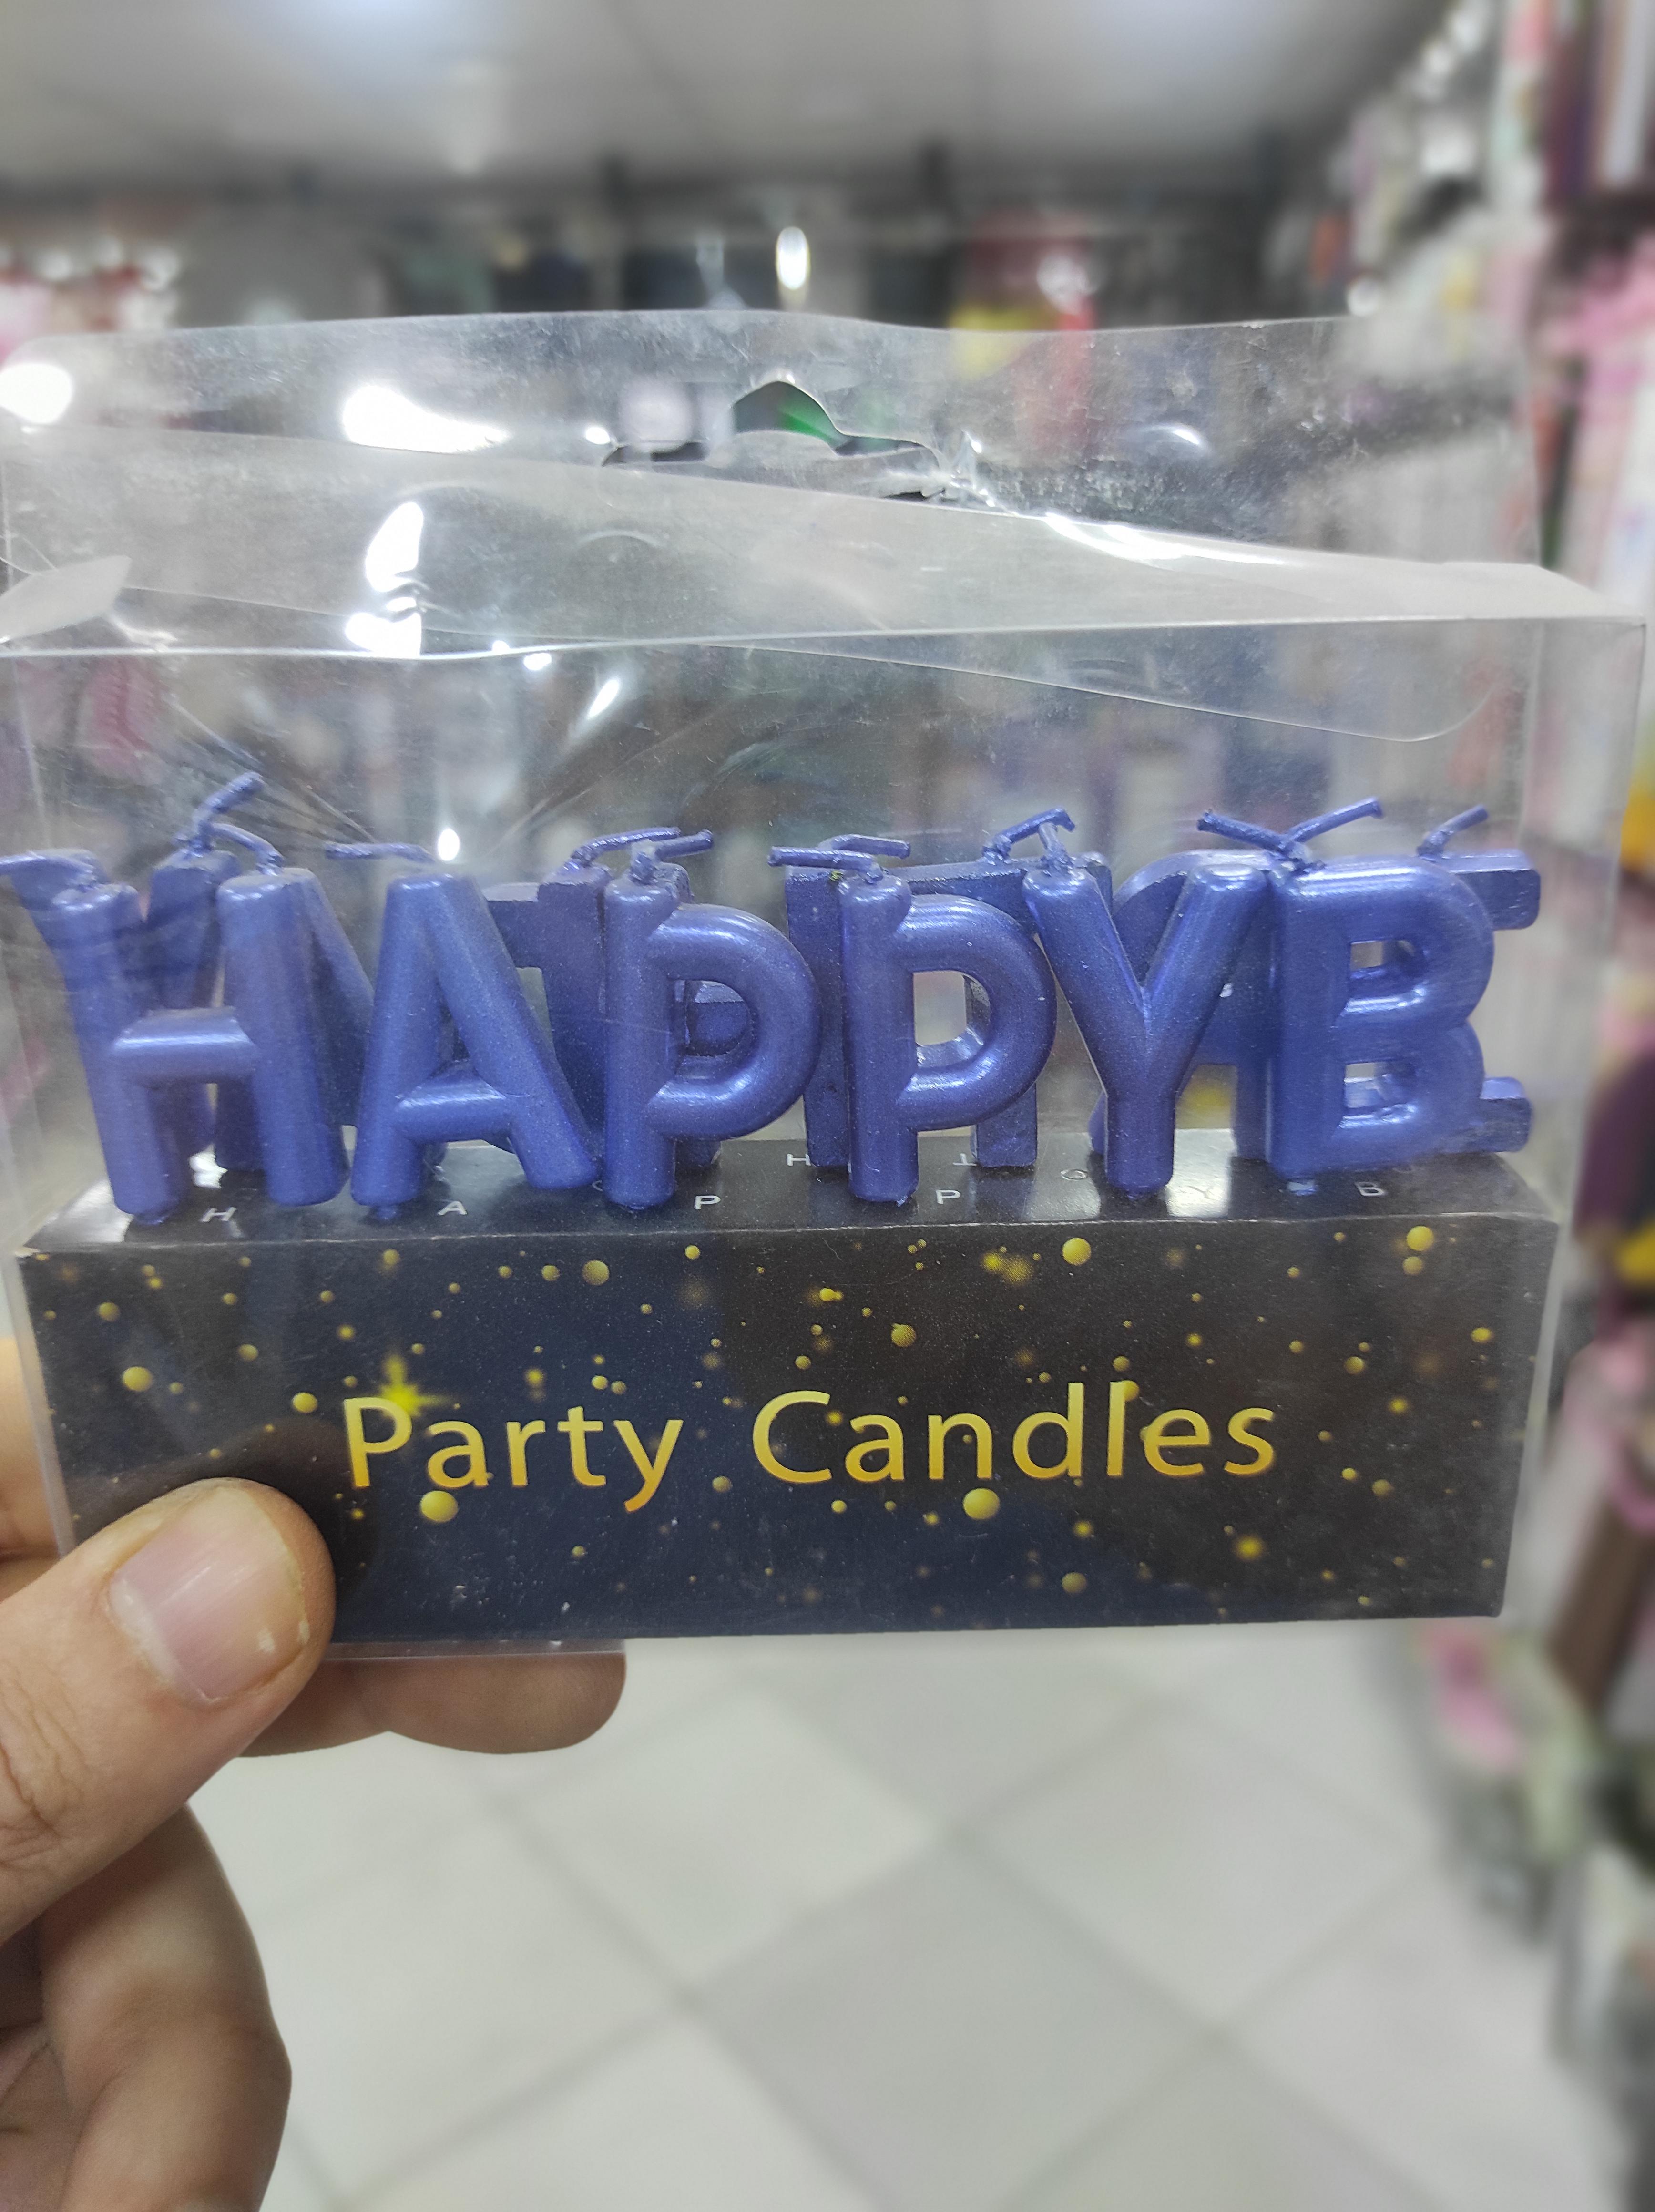 HAPPYB
H A P P Y B
Party Candles